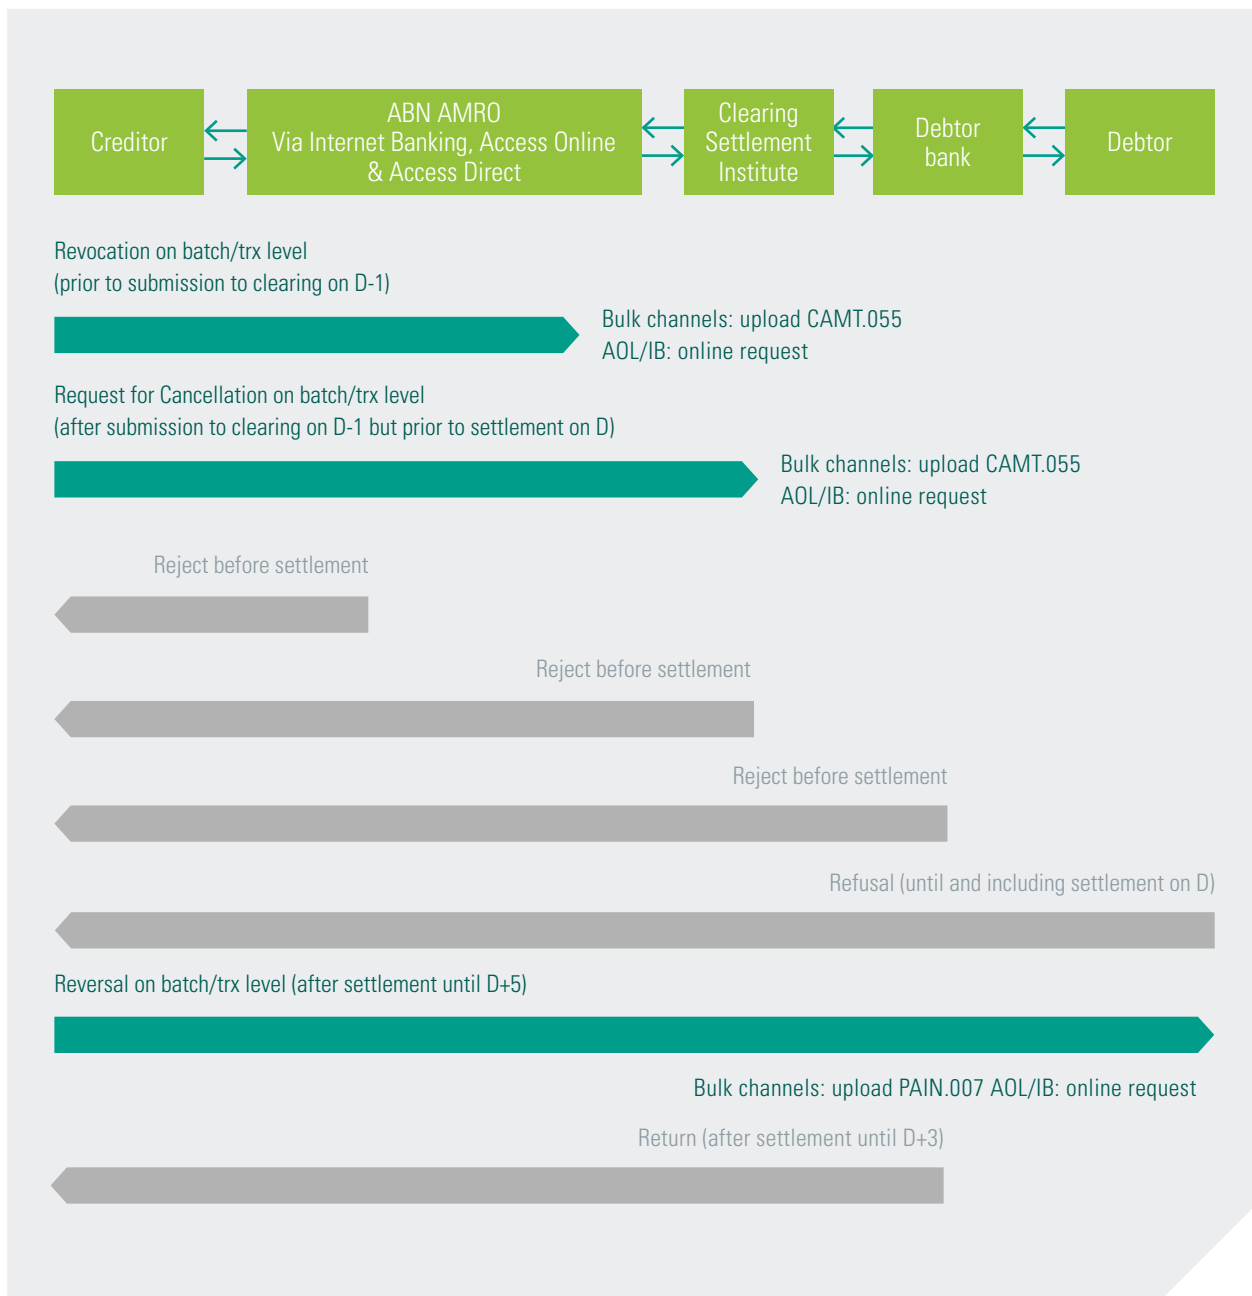 Creditor
ABN AMRO
Via Internet Banking, Access Online
& Access Direct
Clearing
Settlement
Institute
Debtor
bank
Debtor
Revocation on batch/trx level
(prior to submission to clearing on D-1)
Bulk channels: upload CAMT.055
AOL/IB: online request
Request for Cancellation on batch/trx level
(after submission to clearing on D-1 but prior to settlement on D)
Bulk channels: upload CAMT.055
AOL/IB: online request
Reject before settlement
Reject before settlement
Reject before settlement
Refusal (until and including settlement on D)
Reversal on batch/trx level (after settlement until D+5)
Bulk channels: upload PAIN.007 AOL/IB: online request
Return (after settlement until D+3)